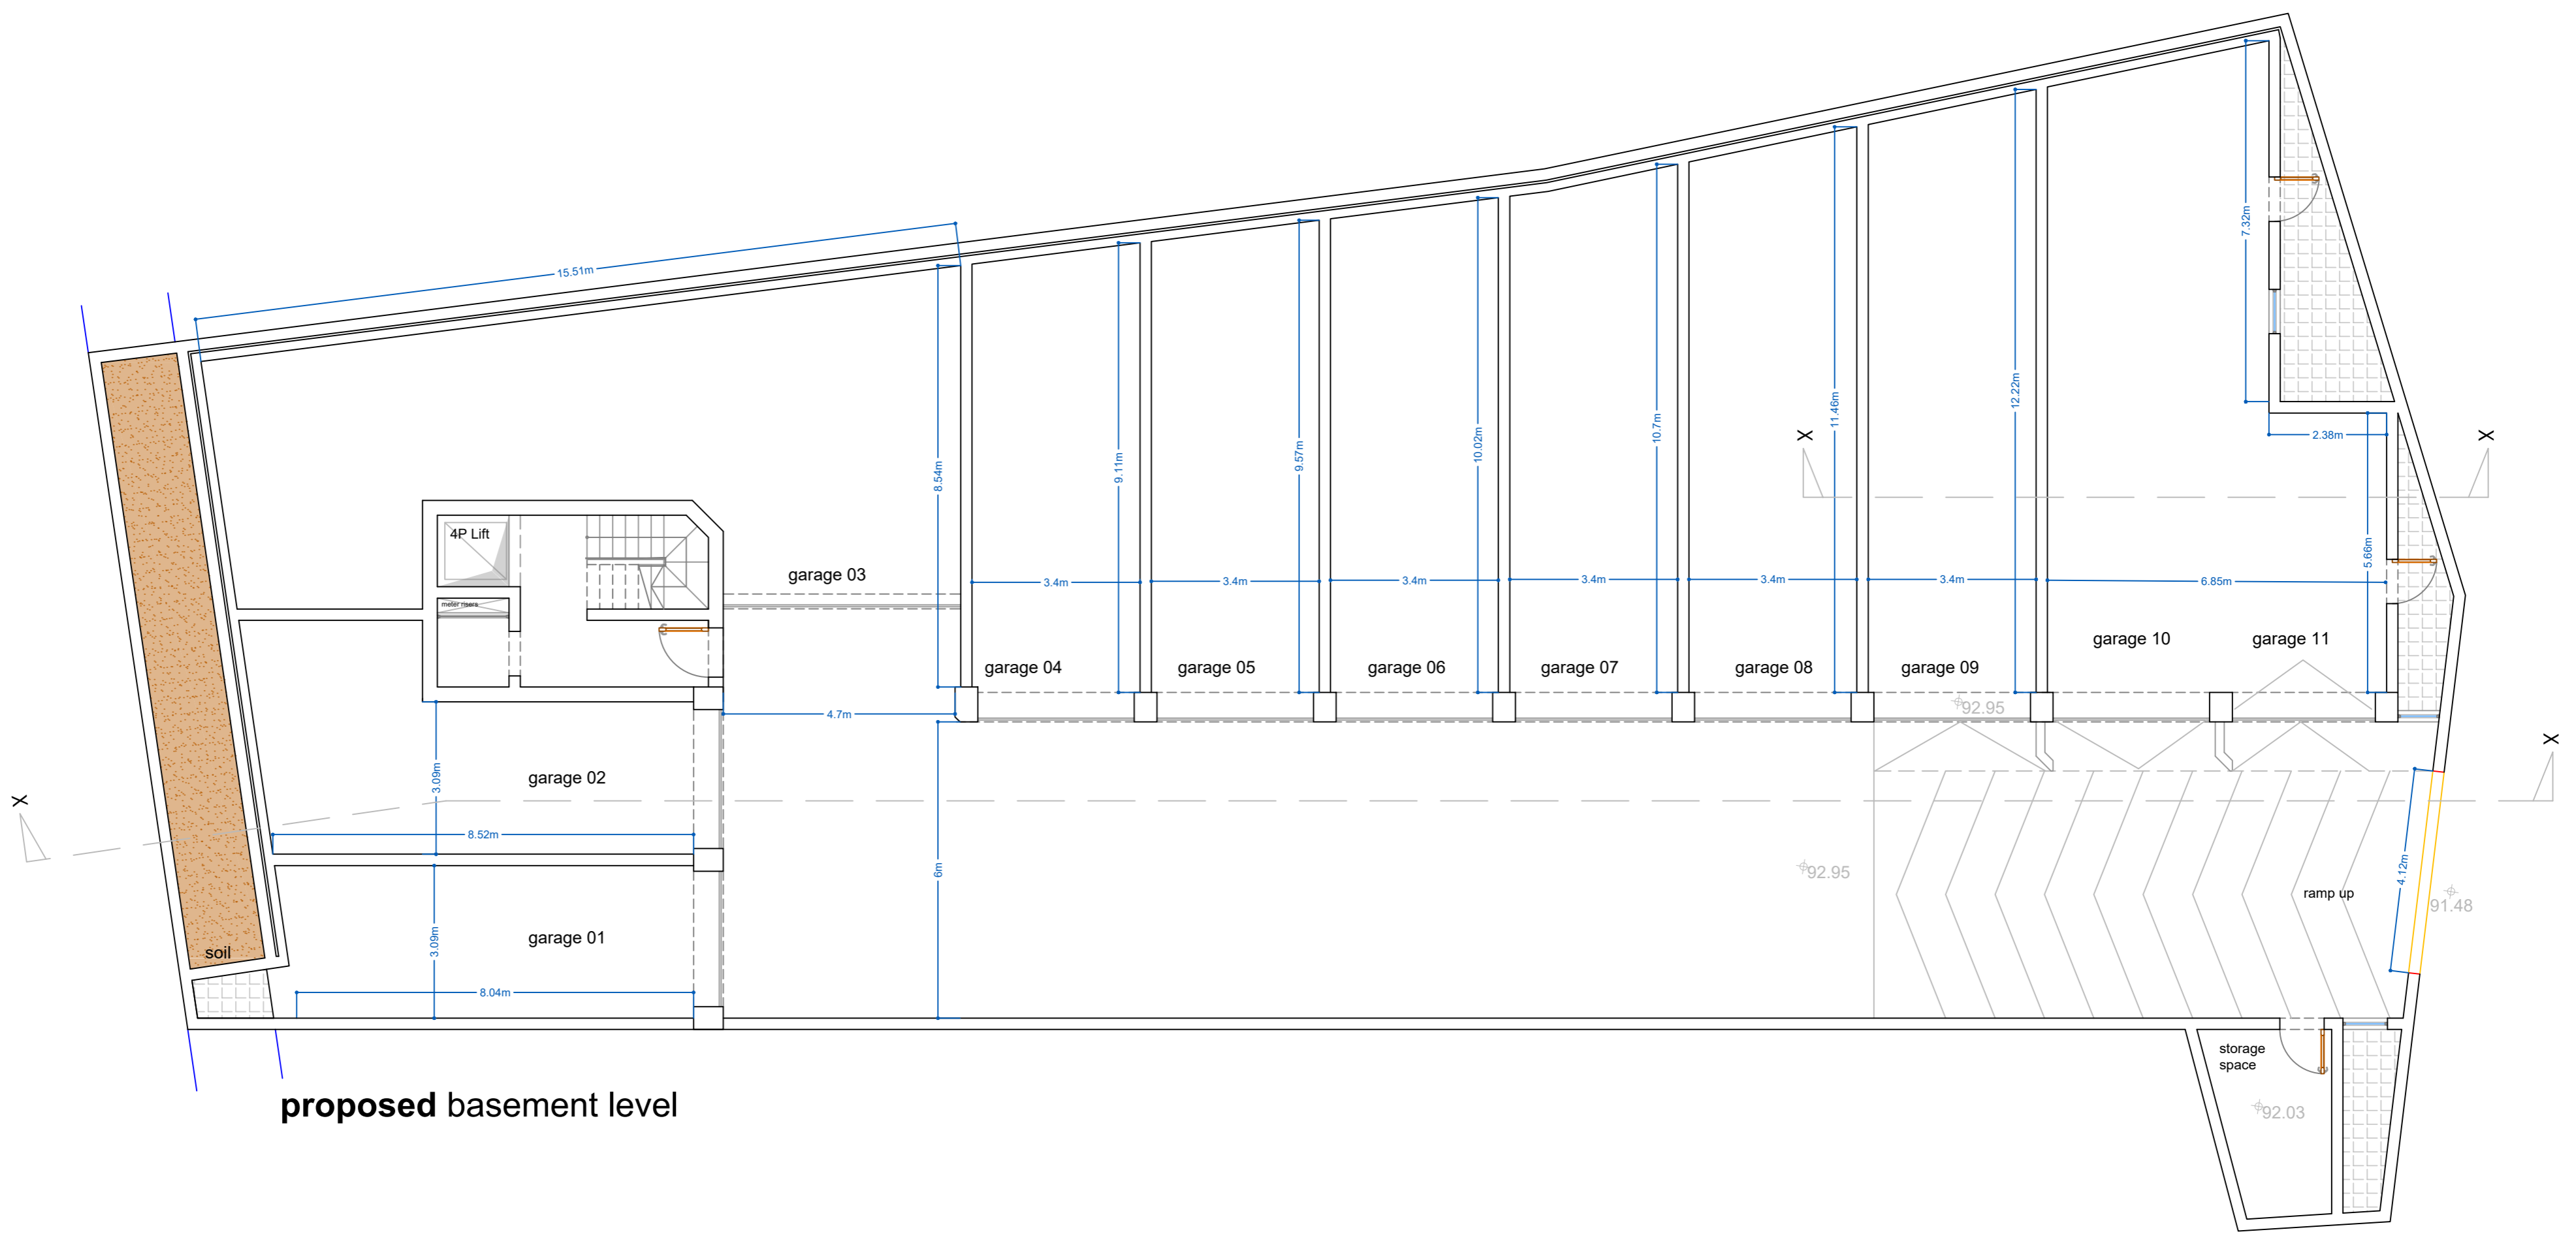 7.32m
15.51m
12.22m
11.46m
10.7m
10.02m
9.57m
9.11m
8.54m
X
X
2.38m
4P Lift
5.66m
garage 03
3.4m
3.4m
3.4m
3.4m
3.4m
3.4m
6.85m
meter risers
garage 10
garage 11
garage 04
garage 05
garage 06
garage 07
garage 08
garage 09
92.95
4.7m
X
garage 02
3.09m
X
8.52m
6m
92.95
4.12m
ramp up
91.48
garage 01
3.09m
soil
8.04m
storage
space
92.03
proposed basement level